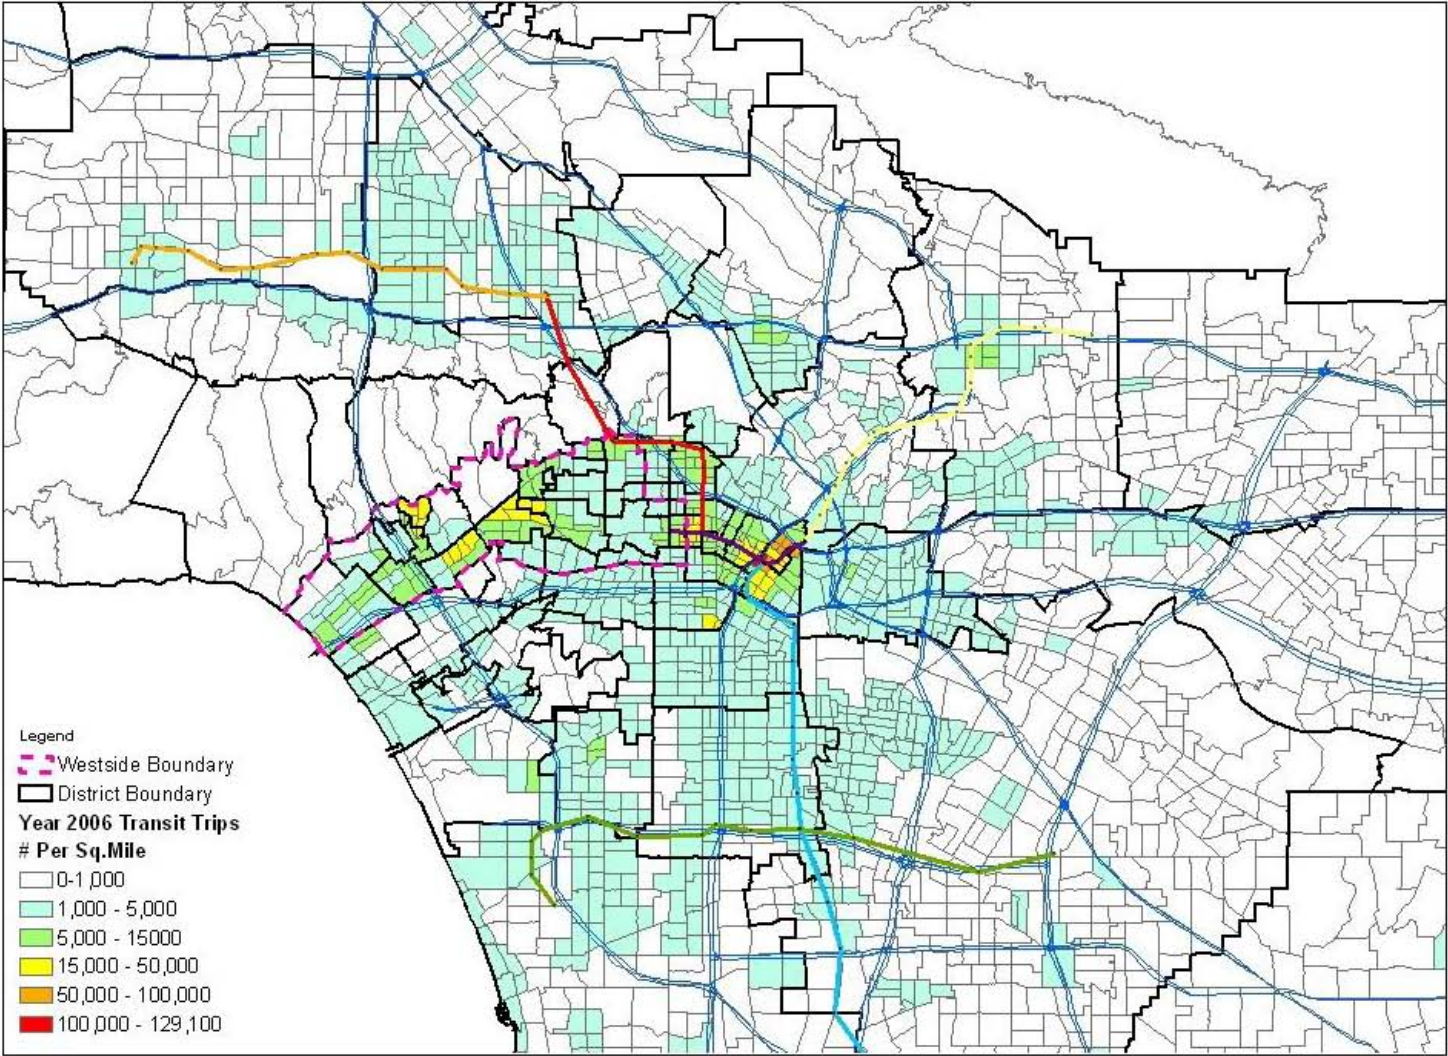 Legend
Westside Boundary
District Boundary
Year 2006 Transit Trips
# Per Sq.Mile
0-1,000
1,000 - 5,000
5,000 - 15000
15,000 - 50,000
50,000 - 100,000
100,000 - 129,100